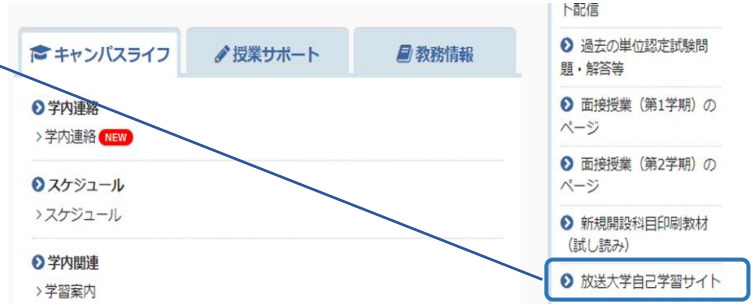 キャンパスライフ
授業サポート
教務情報
学内連絡
>学内連絡 NEW
スケジュール
>スケジュール
学内関連
>学習案内
ト配信
過去の単位認定試験問
題・解答等
面接授業（第1学期）の
ページ
面接授業（第2学期）の
ページ
新規開設科目印刷教材
（試し読み）
放送大学自己学習サイト